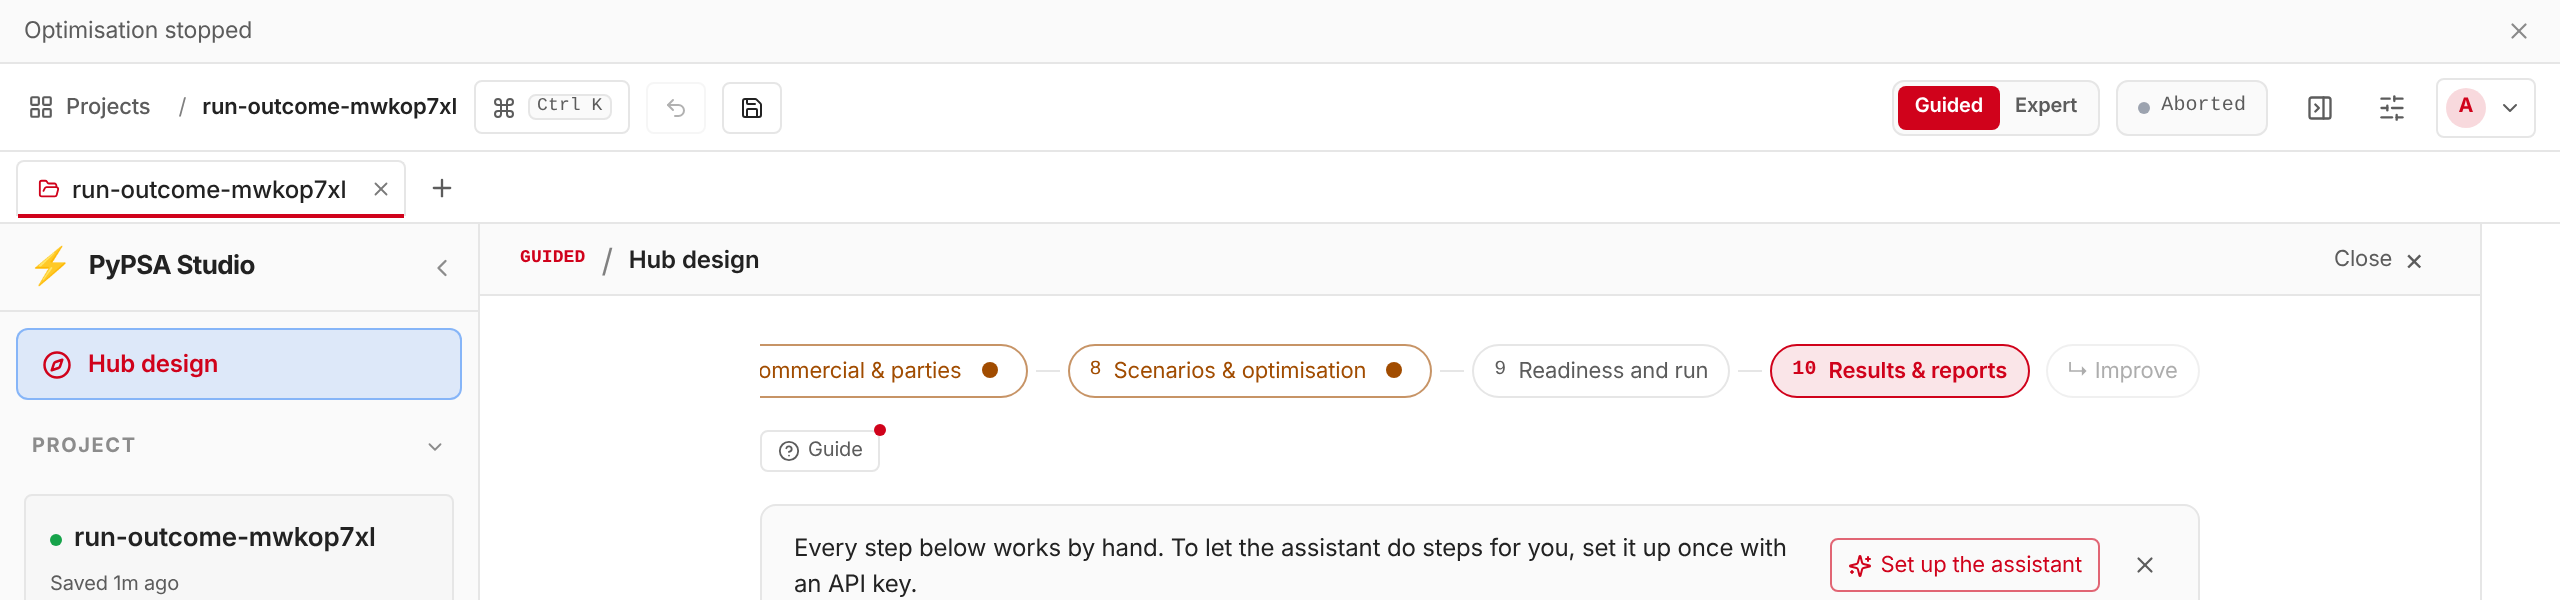 Optimisation stopped
Projects / run-outcome-mwkop7xl Ctrl K Guided Expert Aborted A
run-outcome-mwkop7xl
PyPSA Studio
GUIDED / Hub design Close
Hub design
ommercial & parties 8 Scenarios & optimisation 9 Readiness and run 10 Results & reports Improve
PROJECT
Guide
run-outcome-mwkop7xl
Saved 1m ago
Every step below works by hand. To let the assistant do steps for you, set it up once with
an API key.
Set up the assistant